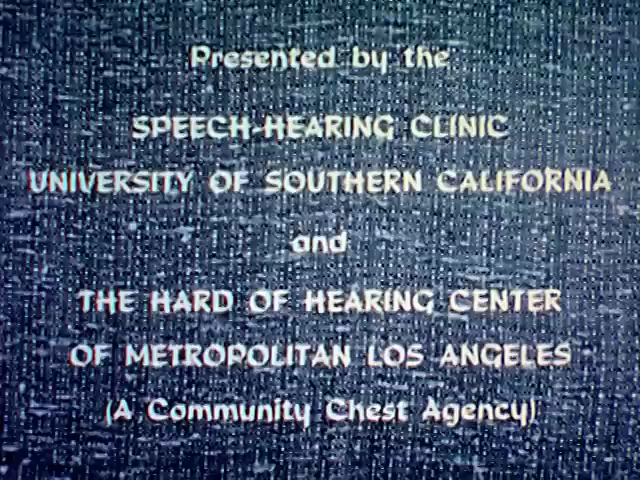 Presented by the
SPEECH-HEARING CLINIC
UNIVERSITY OF SOUTHERN CALIFORNIA
and
THE HARD OF HEARING CENTER
OF METROPOLITAN LOS ANGELES
(A Community Chest Agency)